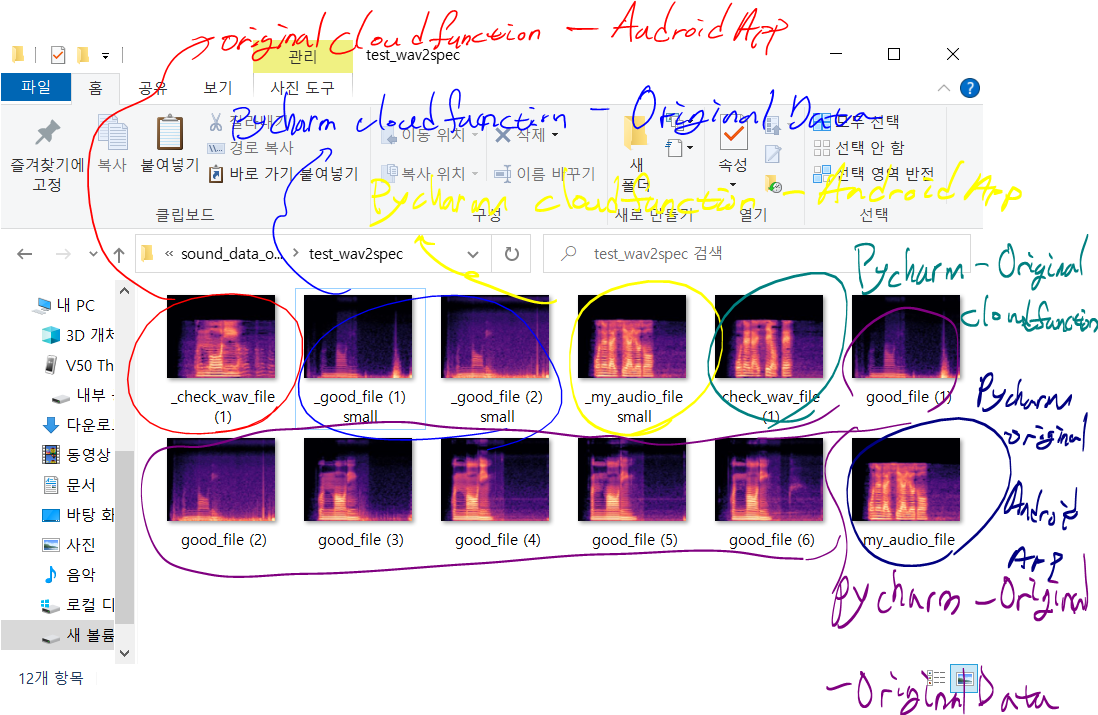 original cloudfunction - Android App
관리
test_wav2spec
파일 홈 공유 보기 사진 도구
Pycharm cloudfunction - Original Data
즐겨찾기에
고정
복사
붙여넣기
경로 복사
바로 가기 붙여넣기
클립보드
이동 위치
삭제
복사 위치
이름 바꾸기
구성
새
폴더
새로 만들기
속성
열기
모두 선택
선택 안 함
선택 영역 반전
선택
Pycharm cloudfunction - Android App
« sound_data_o... > test_wav2spec
test_wav2spec 검색
Pycharm - Original
cloudfunction
내 PC
3D 개체
V50 Th
내부
다운로
동영상
문서
바탕 화
사진
음악
로컬 디
새 볼륨
_check_wav_file
(1)
_good_file (1)
small
_good_file (2)
small
_my_audio_file
small
check_wav_file
(1)
good_file (1)
Pycharm
original
Android
App
good_file (2)
good_file (3)
good_file (4)
good_file (5)
good_file (6)
my_audio_file
Pycharm - Original
- Original Data
12개 항목